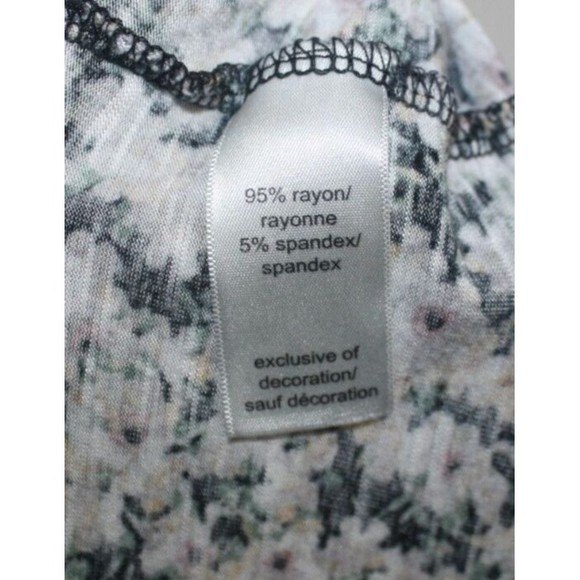 95% rayon/
rayonne
5% spandex/
spandex
exclusive of
decoration/
sauf décoration